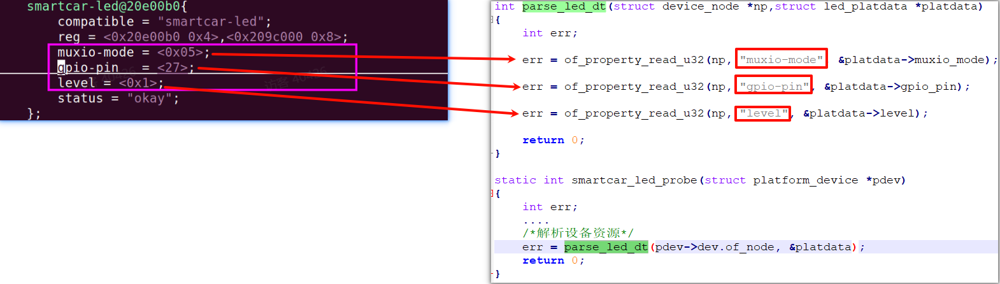 smartcar-led@20e00b0{
compatible = "smartcar-led";
reg = <0x20e00b0 0x4>,<0x209c000 0x8>;
muxio-mode = <0x05>;
gpio-pin = <27>;
level = <0x1>;
status = "okay";
};
访客 40426
int parse_led_dt(struct device_node *np,struct led_platdata *platdata)
{
int err;
err = of_property_read_u32(np, "muxio-mode" &platdata->muxio_mode);
err = of_property_read_u32(np, "gpio-pin", &platdata->gpio_pin);
err = of_property_read_u32(np, "level", &platdata->level);
return 0;
}
static int smartcar_led_probe(struct platform_device *pdev)
{
int err;
....
/*解析设备资源*/
err = parse_led_dt(pdev->dev.of_node, &platdata);
return 0;
}